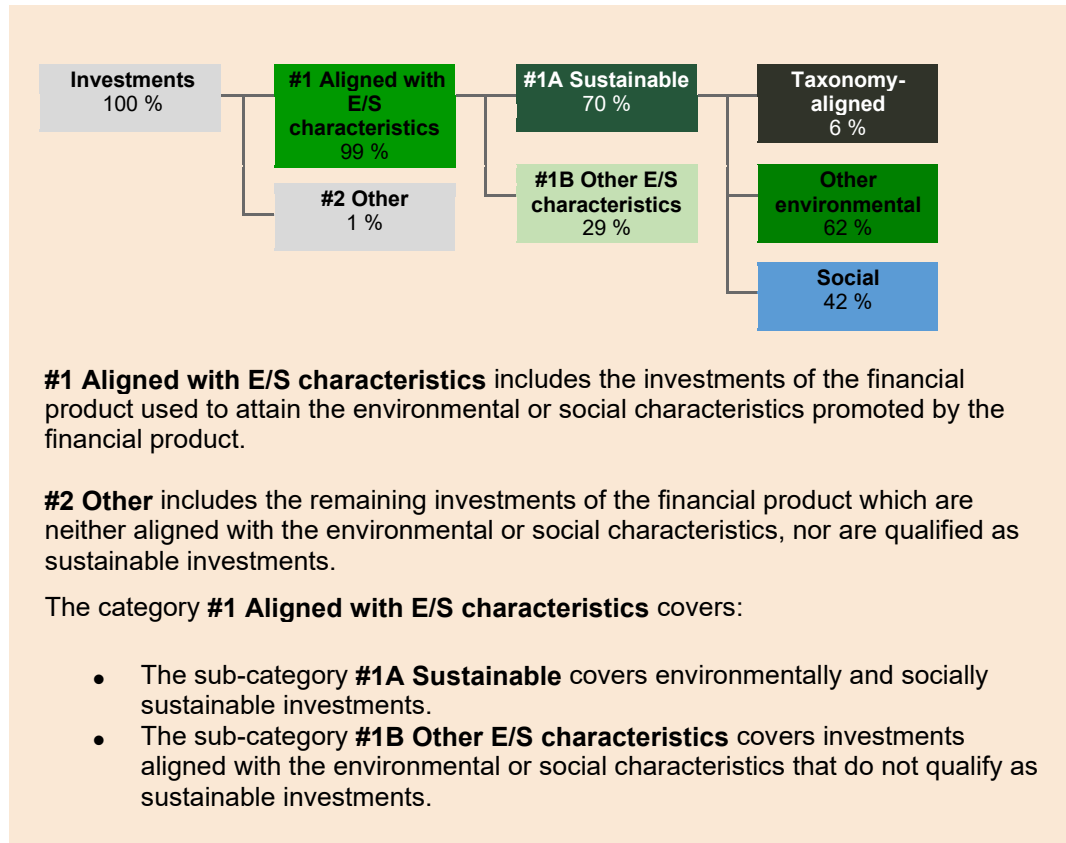 Investments
100 %
#1 Aligned with
E/S
characteristics
99 %
#2 Other
1 %
#1A Sustainable
70 %
#1B Other E/S
characteristics
29 %
Taxonomy-
aligned
6 %
Other
environmental
62 %
Social
42 %
#1 Aligned with E/S characteristics includes the investments of the financial
product used to attain the environmental or social characteristics promoted by the
financial product.
#2 Other includes the remaining investments of the financial product which are
neither aligned with the environmental or social characteristics, nor are qualified as
sustainable investments.
The category #1 Aligned with E/S characteristics covers:
● The sub-category #1A Sustainable covers environmentally and socially
sustainable investments.
● The sub-category #1B Other E/S characteristics covers investments
aligned with the environmental or social characteristics that do not qualify as
sustainable investments.